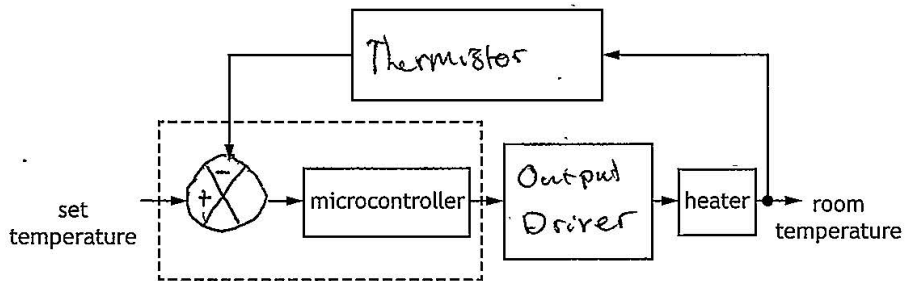 Thermistor
-
+
set
temperature
microcontroller
Output
Driver
heater
room
temperature